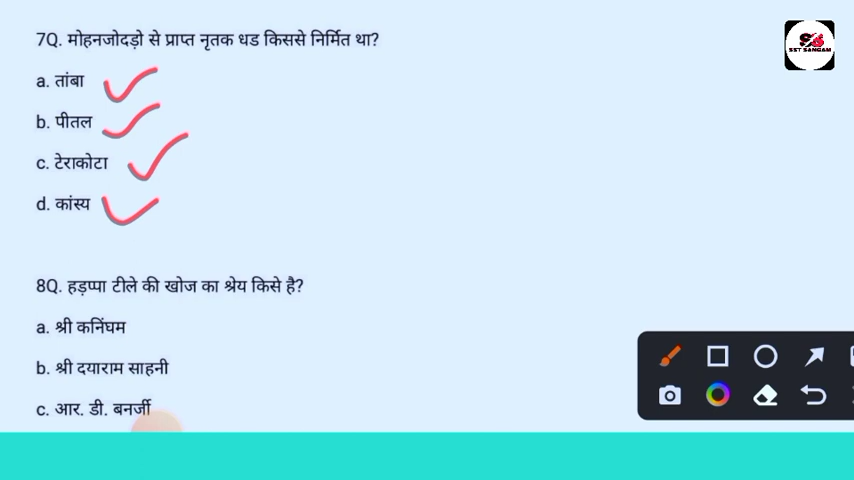 SST SANGAM
7Q. मोहनजोदड़ो से प्राप्त नृतक धड किससे निर्मित था?
a. तांबा
b. पीतल
c. टेराकोटा
d. कांस्य
8Q. हड़प्पा टीले की खोज का श्रेय किसे है?
a. श्री कनिंघम
b. श्री दयाराम साहनी
c. आर. डी. बनर्जी